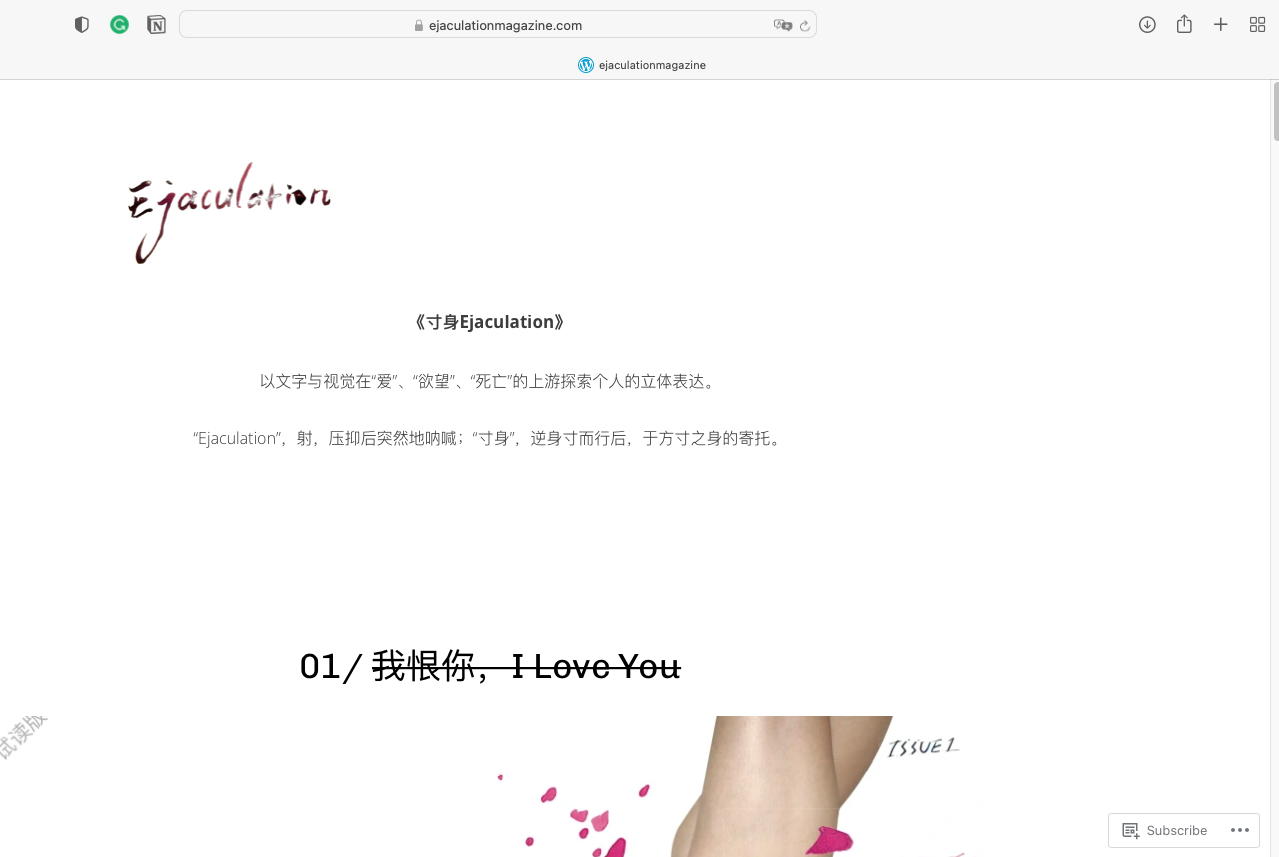 ejaculationmagazine.com
ejaculationmagazine
Ejaculation
《寸身Ejaculation》
以文字与视觉在“爱”、“欲望”、“死亡”的上游探索个人的立体表达。
“Ejaculation”，射，压抑后突然地呐喊；“寸身”，逆身寸而行后，于方寸之身的寄托。
01/ 我恨你，I Love You
试读版
ISSUE 1
Subscribe